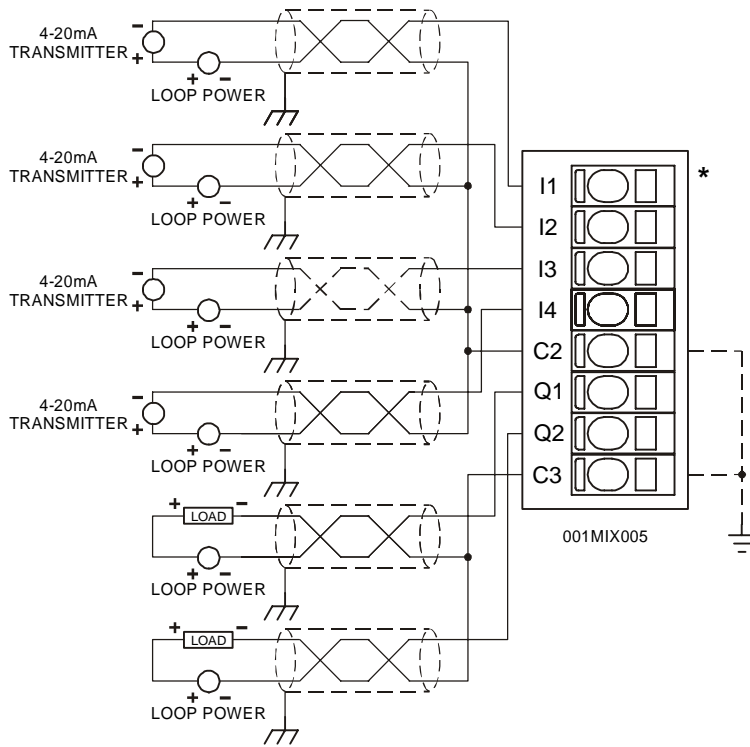 4-20mA
TRANSMITTER
-
+
+ -
LOOP POWER
4-20mA
TRANSMITTER
-
+
+ -
LOOP POWER
4-20mA
TRANSMITTER
-
+
+ -
LOOP POWER
4-20mA
TRANSMITTER
-
+
+ -
LOOP POWER
+ LOAD -
+ -
LOOP POWER
+ LOAD -
+ -
LOOP POWER
*
I1
I2
I3
I4
C2
Q1
Q2
C3
001MIX005